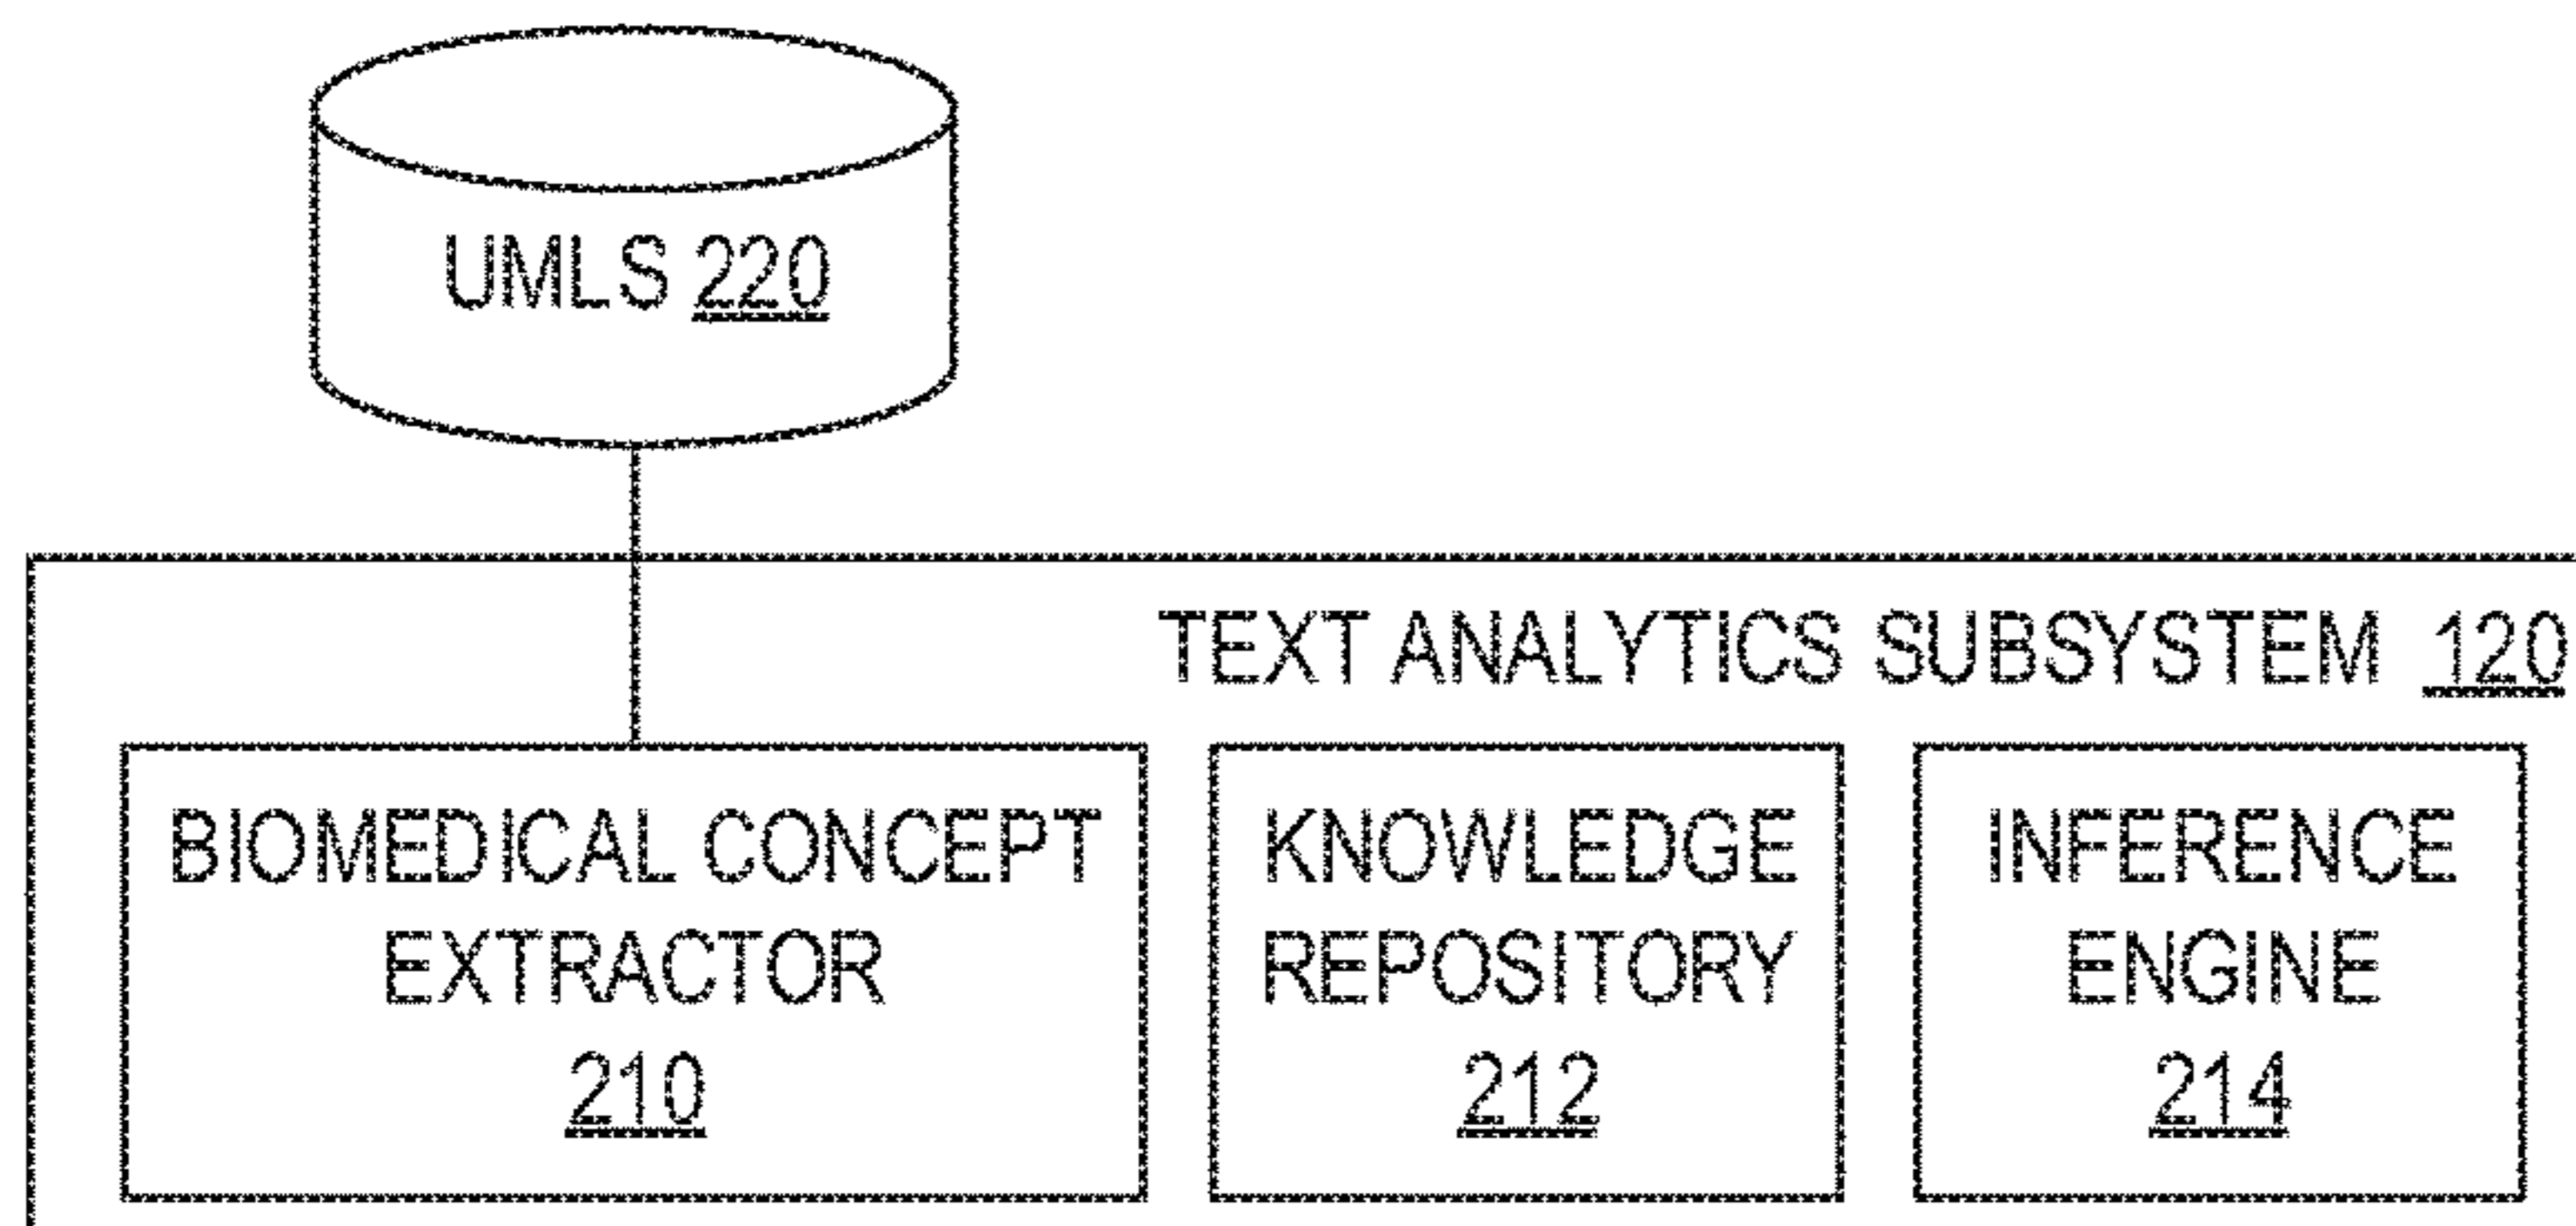 UMLS 220
TEXT ANALYTICS SUBSYSTEM 120
BIOMEDICAL CONCEPT
EXTRACTOR
210
KNOWLEDGE
REPOSITORY
212
INFERENCE
ENGINE
214